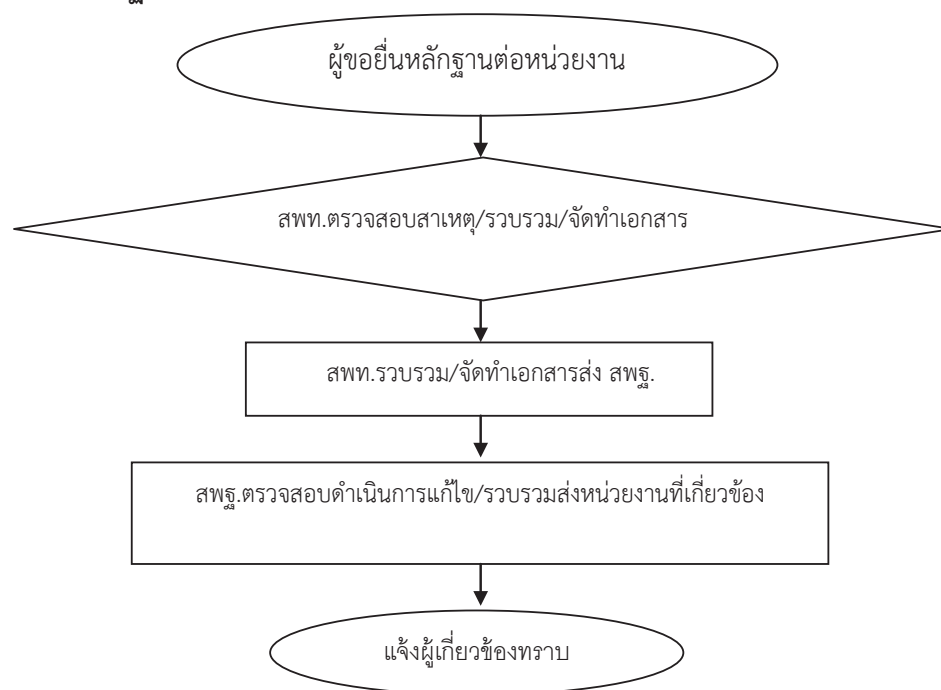 ผู้ขอยื่นหลักฐานต่อหน่วยงาน
สพท.ตรวจสอบสาเหตุ/รวบรวม/จัดทำเอกสาร
สพท.รวบรวม/จัดทำเอกสารส่ง สพฐ.
สพฐ.ตรวจสอบดำเนินการแก้ไข/รวบรวมส่งหน่วยงานที่เกี่ยวข้อง
แจ้งผู้เกี่ยวข้องทราบ